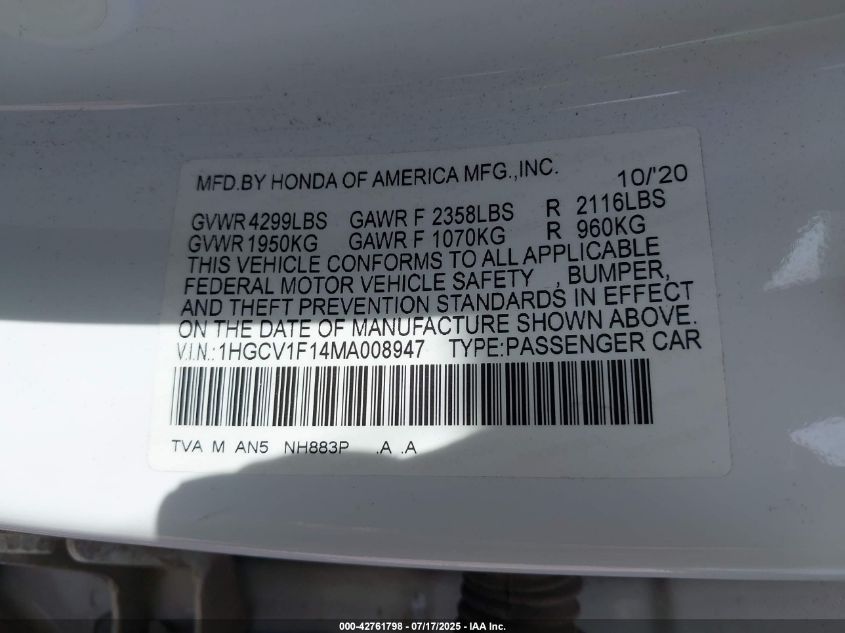 MFD.BY HONDA OF AMERICA MFG.,INC. 10/'20
GVWR 4299LBS GAWR F 2358LBS R 2116LBS
GVWR 1950KG GAWR F 1070KG R 960KG
THIS VEHICLE CONFORMS TO ALL APPLICABLE
FEDERAL MOTOR VEHICLE SAFETY , BUMPER,
AND THEFT PREVENTION STANDARDS IN EFFECT
ON THE DATE OF MANUFACTURE SHOWN ABOVE.
V.I.N.:1HGCV1F14MA008947 TYPE:PASSENGER CAR
TVA M AN5 NH883P .A .A
000-42761798 - 07/17/2025 - IAA Inc.